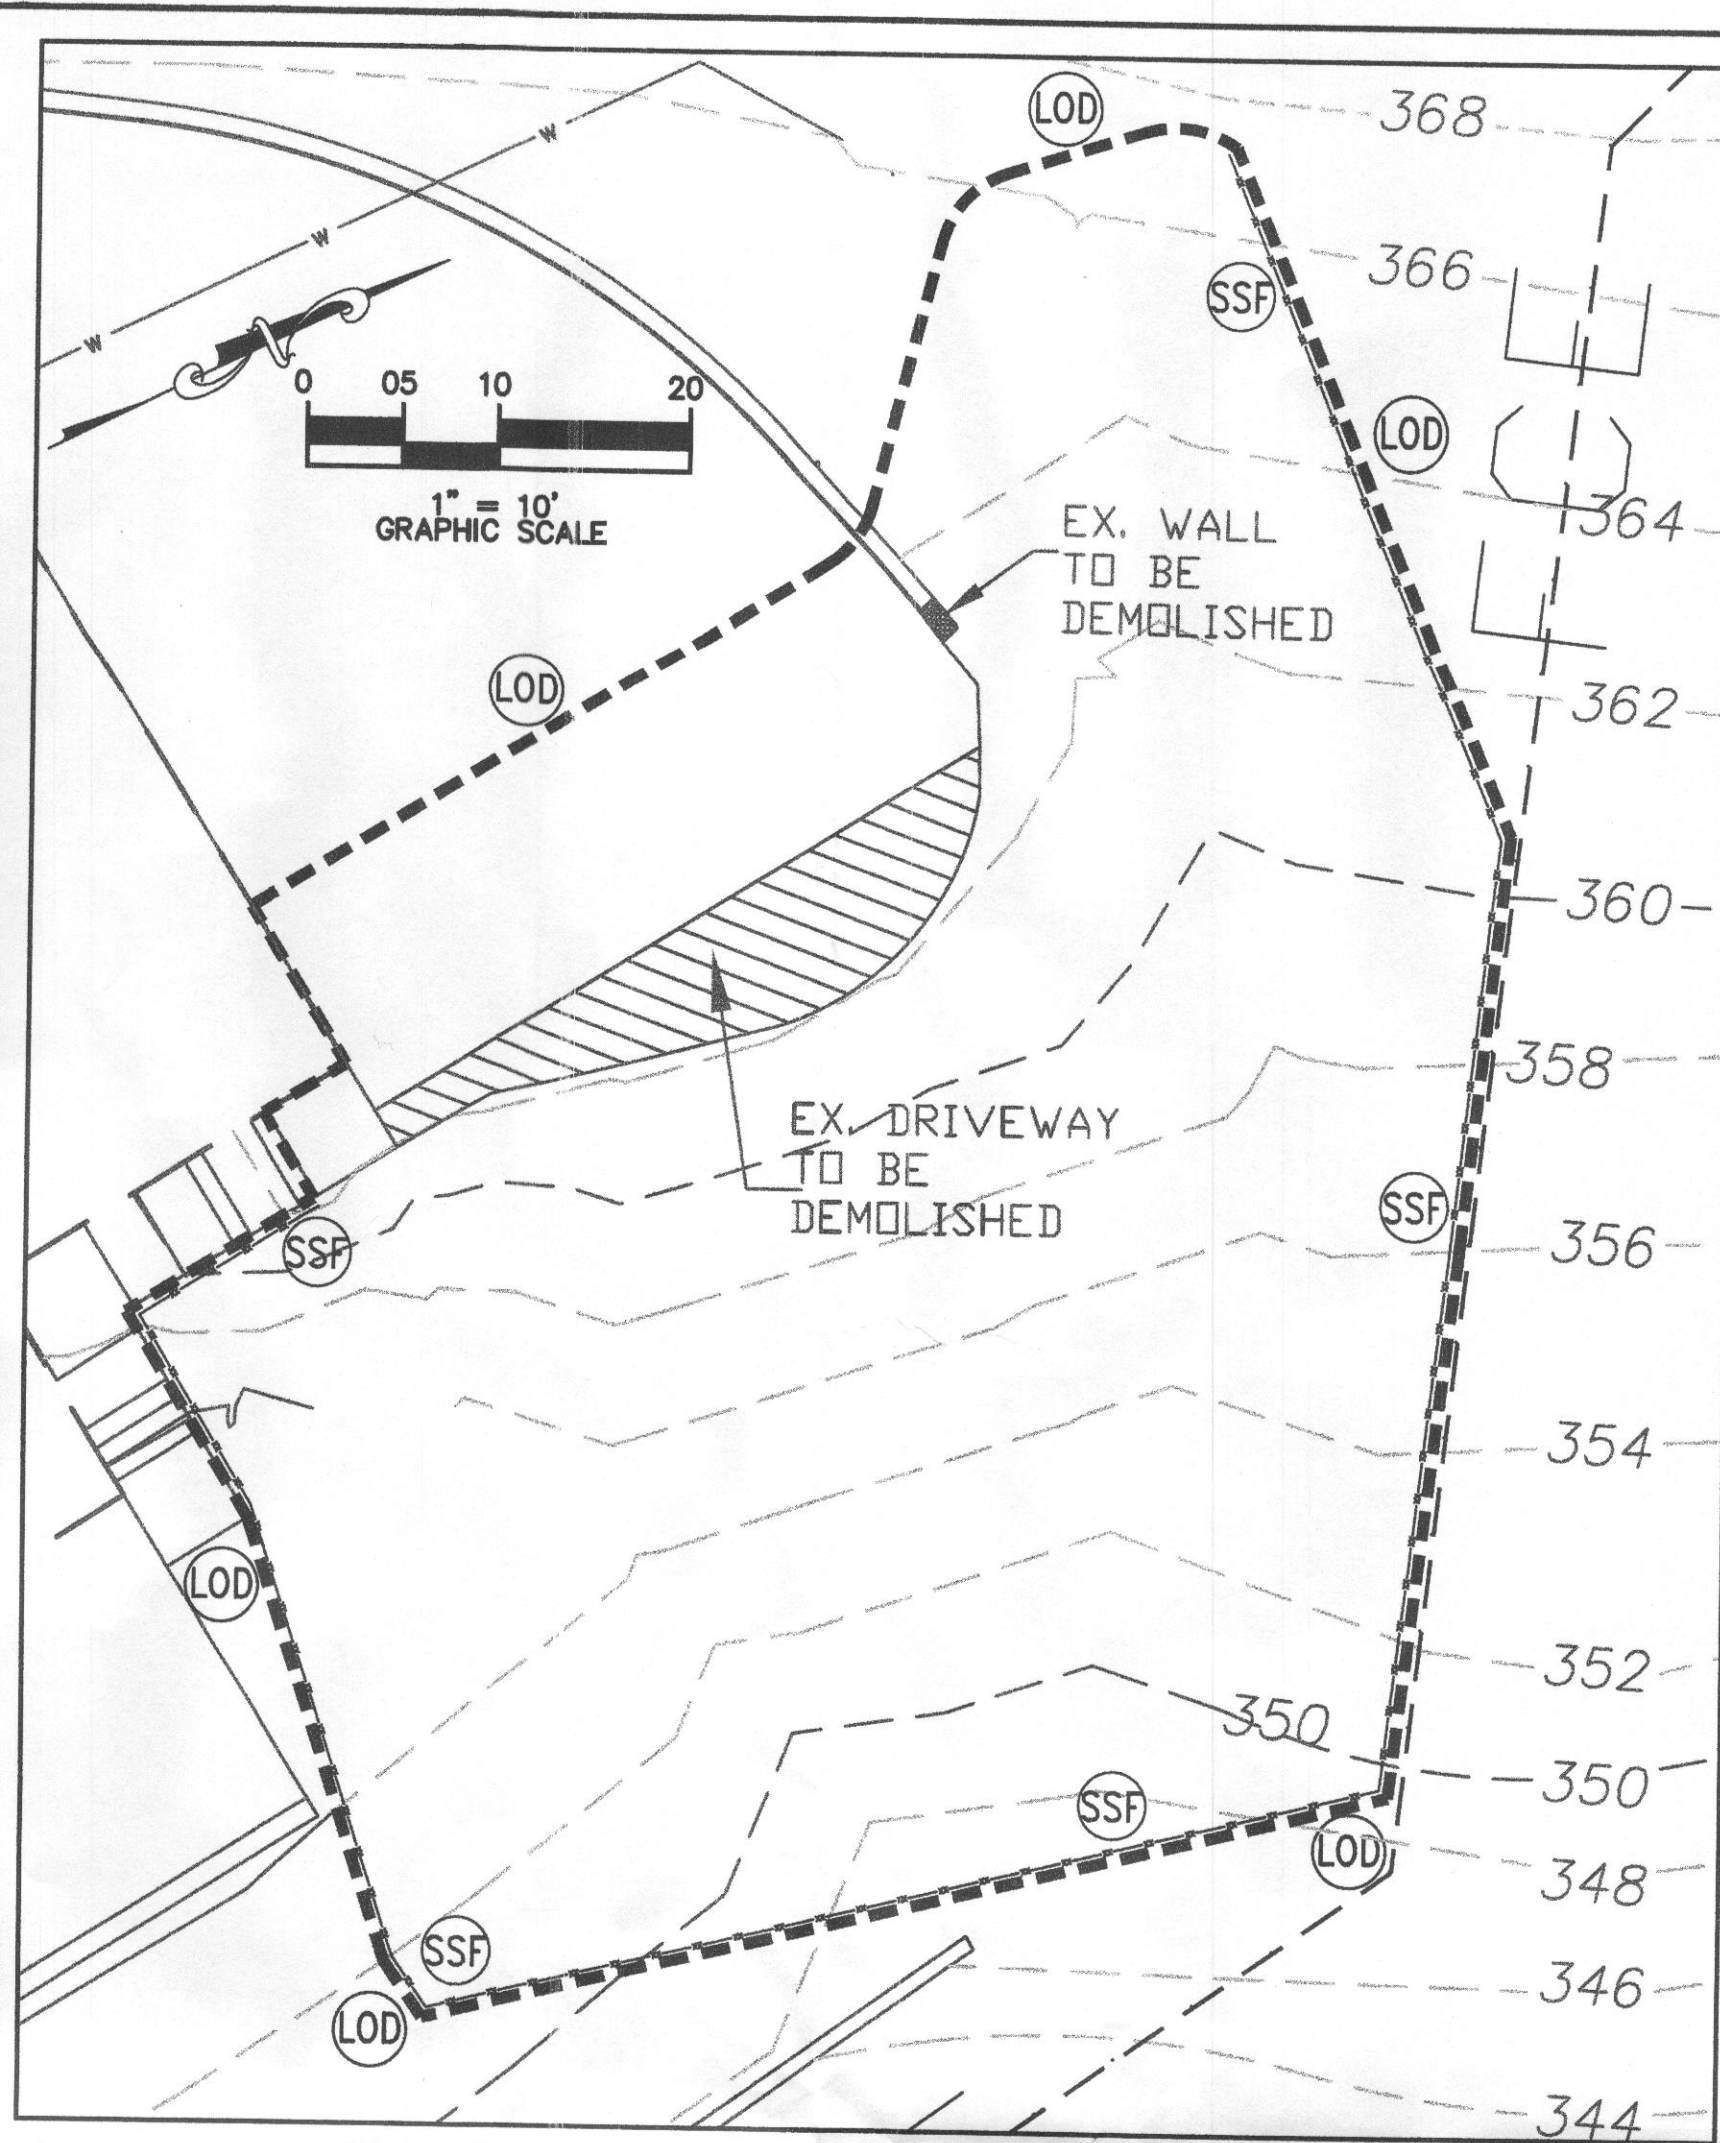 LOD
368
W
W
366
SSF
W
N
0 05 10 20
LOD
1" = 10'
GRAPHIC SCALE
EX. WALL
TO BE
DEMOLISHED
364
LOD
362
360
358
EX. DRIVEWAY
TO BE
DEMOLISHED
SSF
SSF
356
354
LOD
352
350
350
SSF
LOD
348
SSF
346
LOD
344